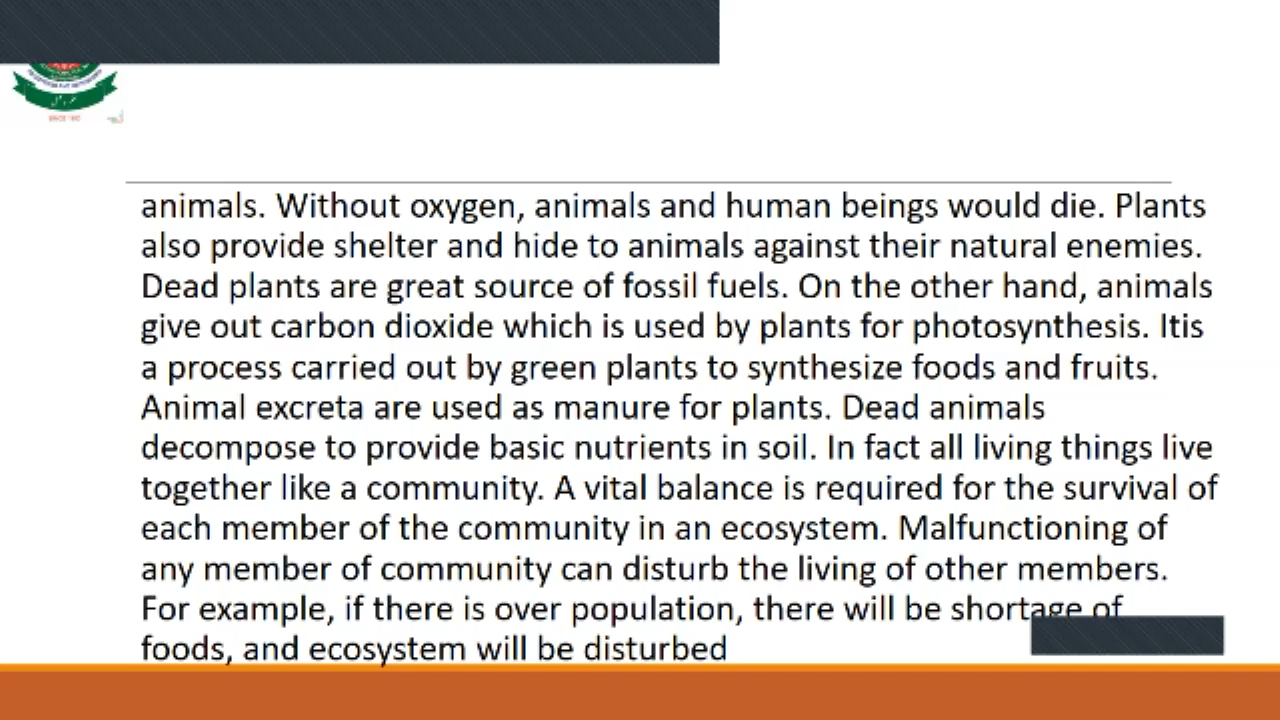 animals. Without oxygen, animals and human beings would die. Plants
also provide shelter and hide to animals against their natural enemies.
Dead plants are great source of fossil fuels. On the other hand, animals
give out carbon dioxide which is used by plants for photosynthesis. Itis
a process carried out by green plants to synthesize foods and fruits.
Animal excreta are used as manure for plants. Dead animals
decompose to provide basic nutrients in soil. In fact all living things live
together like a community. A vital balance is required for the survival of
each member of the community in an ecosystem. Malfunctioning of
any member of community can disturb the living of other members.
For example, if there is over population, there will be shortage of
foods, and ecosystem will be disturbed